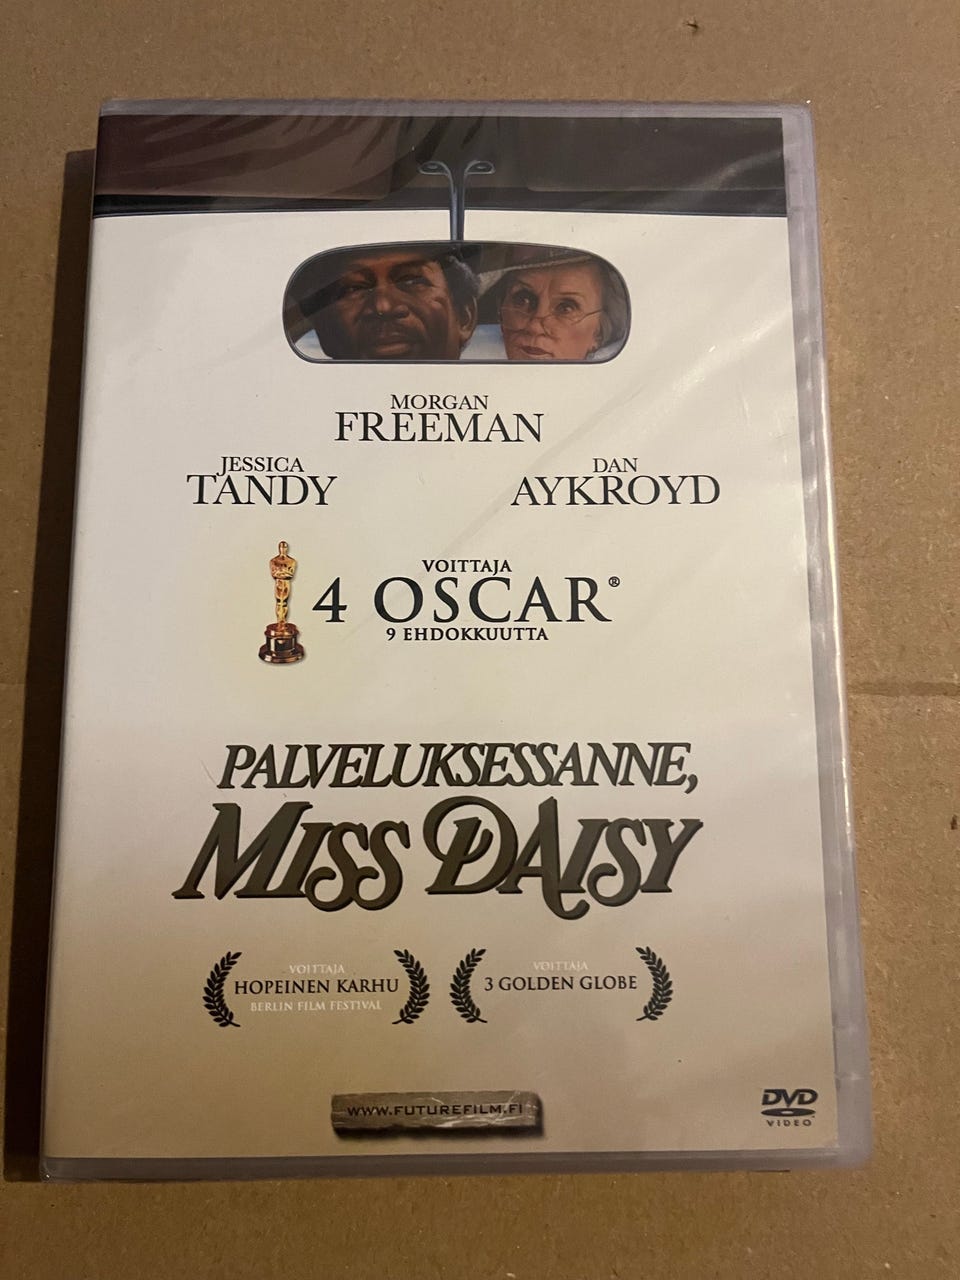 MORGAN
FREEMAN
JESSICA
TANDY
DAN
AYKROYD
VOITTAJA
4 OSCAR®
9 EHDOKKUUTTA
PALVELUKSESSANNE,
MISS DAISY
VOITTAJA
HOPEINEN KARHU
BERLIN FILM FESTIVAL
VOITTAJA
3 GOLDEN GLOBE
WWW.FUTUREFILM.FI
DVD
VIDEO